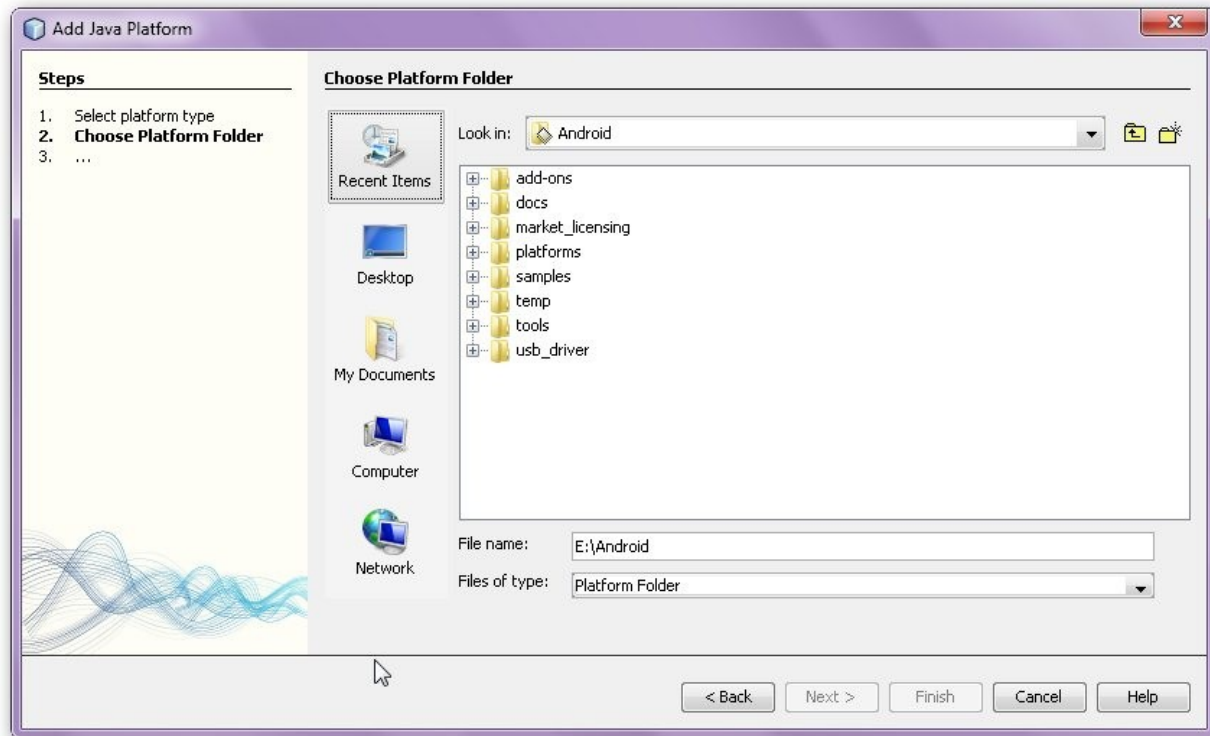 Add Java Platform
Steps
1. Select platform type
2. Choose Platform Folder
3. ...
Choose Platform Folder
Look in: Android
Recent Items
Desktop
My Documents
Computer
Network
add-ons
docs
market_licensing
platforms
samples
temp
tools
usb_driver
File name: E:\Android
Files of type: Platform Folder
< Back Next > Finish Cancel Help